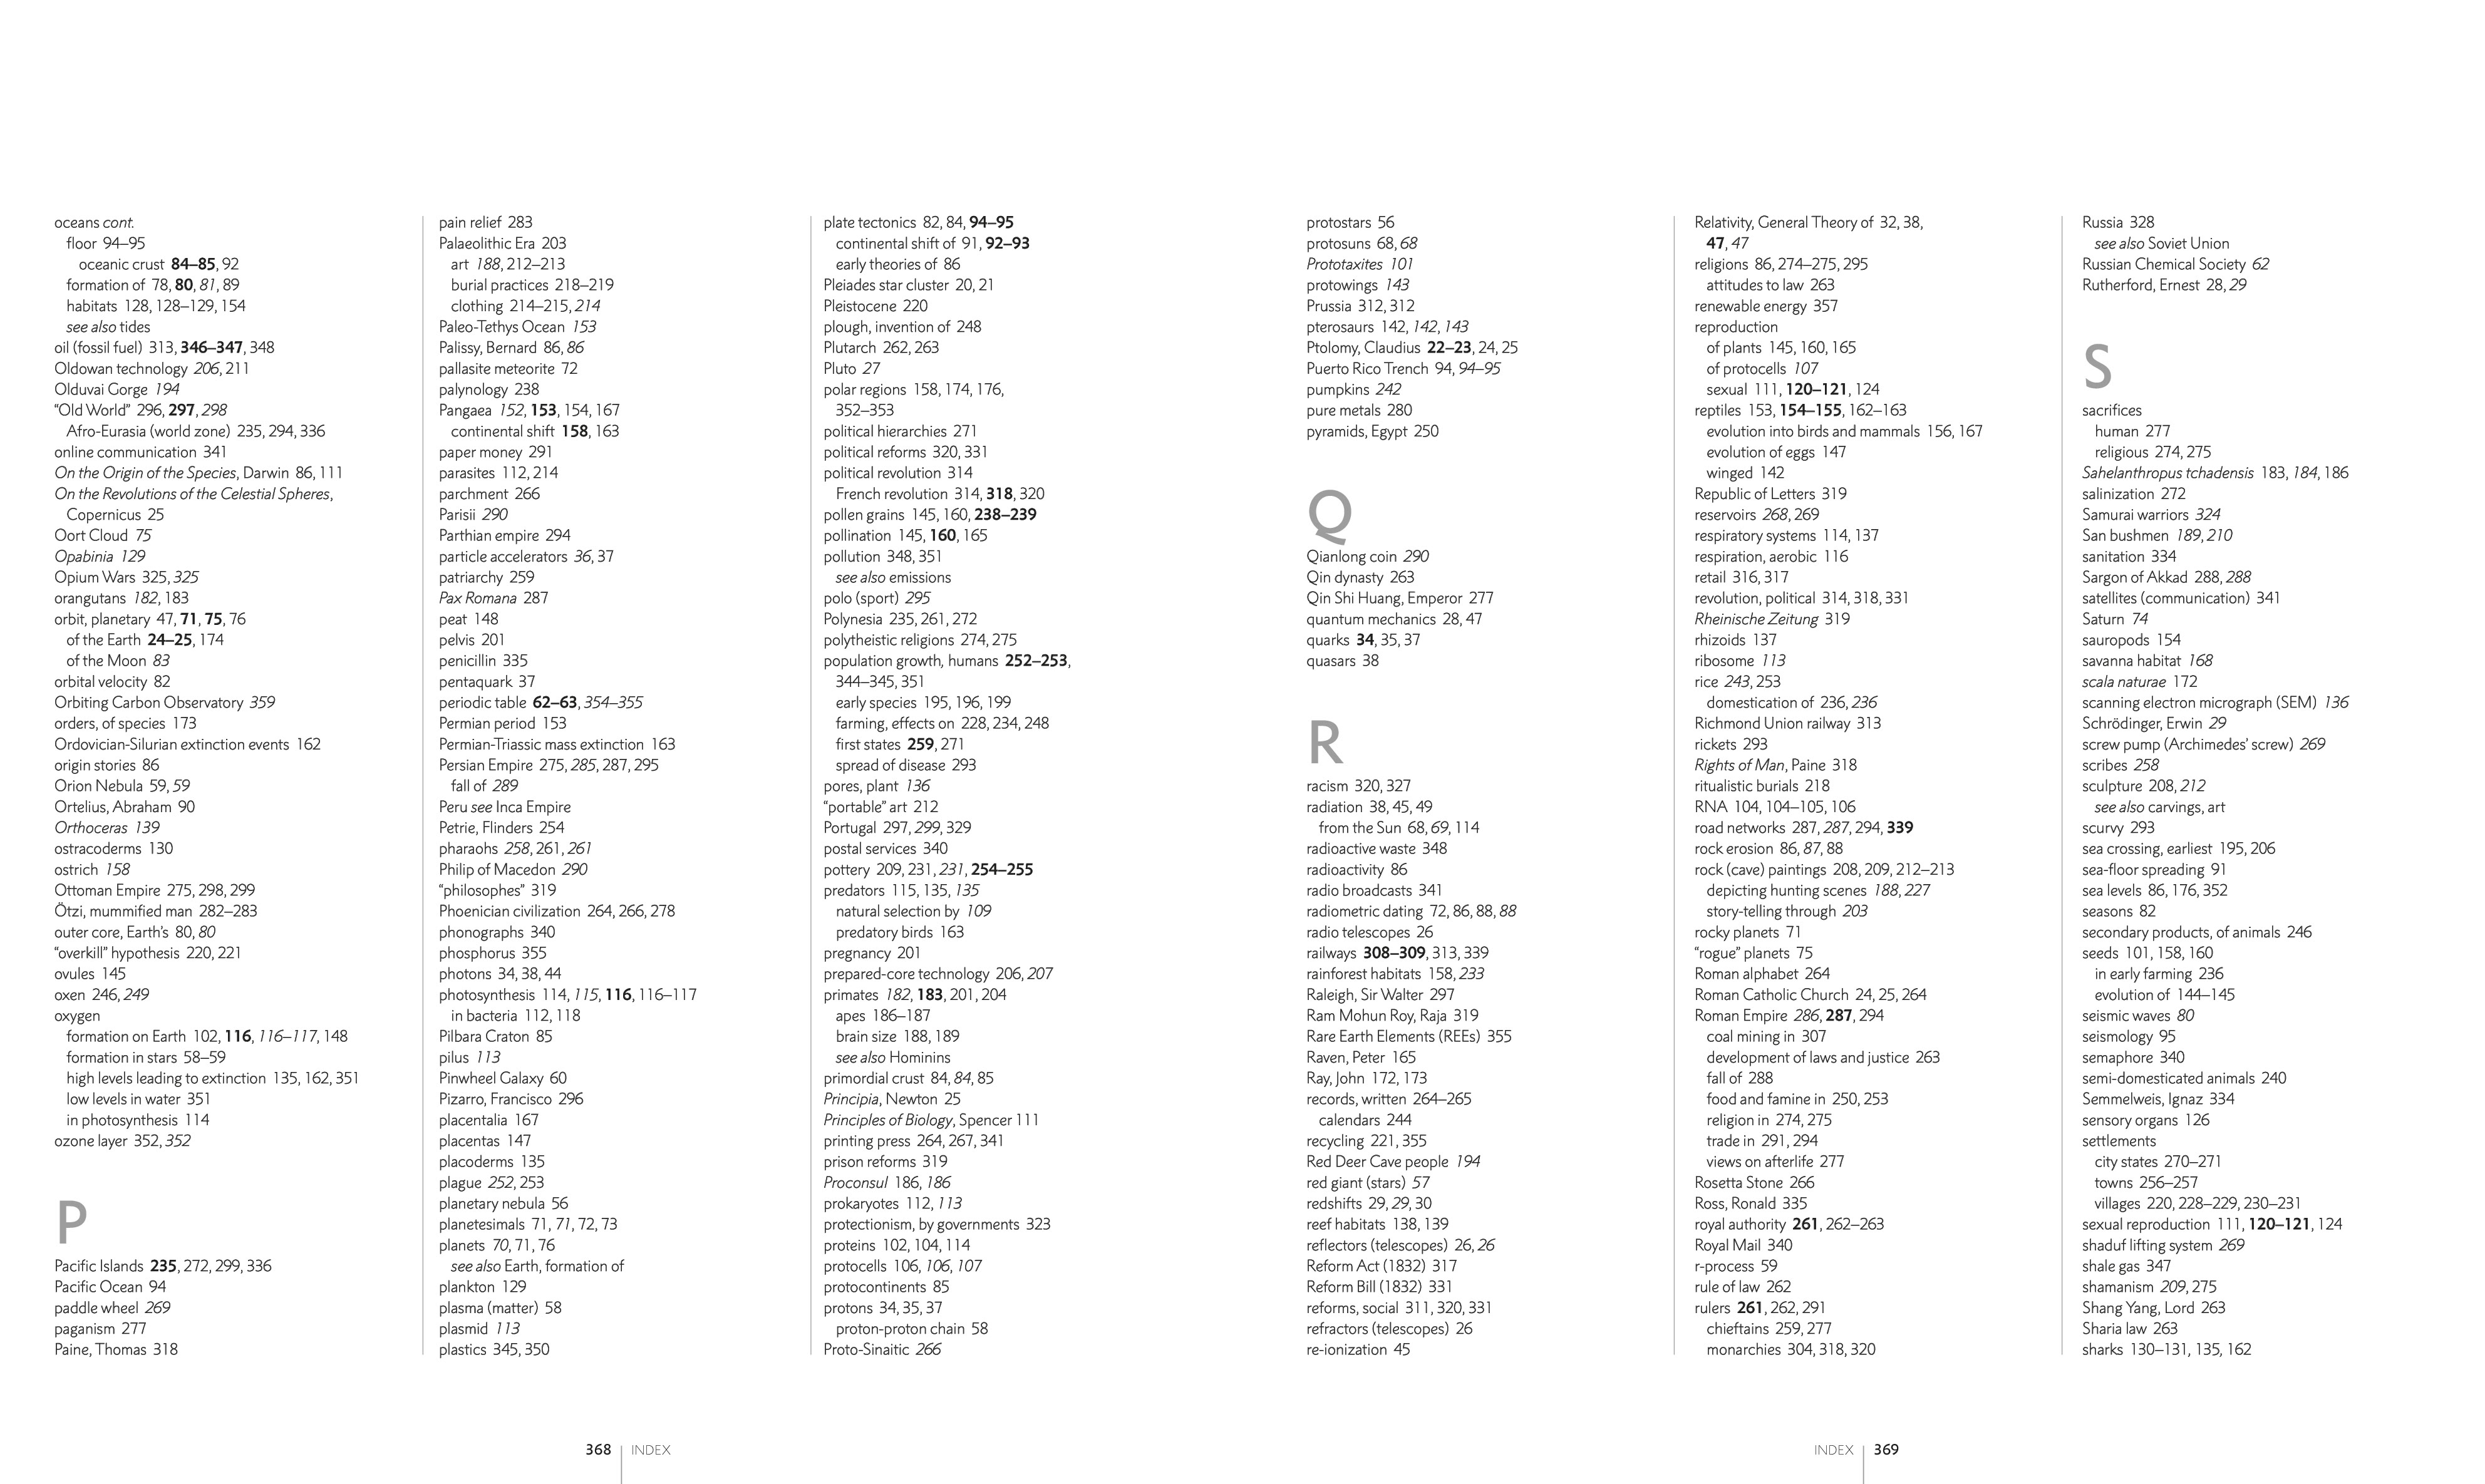 oceans cont.
floor 94–95
oceanic crust 84–85, 92
formation of 78, 80, 81, 89
habitats 128, 128–129, 154
see also tides
oil (fossil fuel) 313, 346–347, 348
Oldowan technology 206, 211
Olduvai Gorge 194
“Old World” 296, 297, 298
Afro-Eurasia (world zone) 235, 294, 336
online communication 341
On the Origin of the Species, Darwin 86, 111
On the Revolutions of the Celestial Spheres,
Copernicus 25
Oort Cloud 75
Opabinia 129
Opium Wars 325, 325
orangutans 182, 183
orbit, planetary 47, 71, 75, 76
of the Earth 24–25, 174
of the Moon 83
orbital velocity 82
Orbiting Carbon Observatory 359
orders, of species 173
Ordovician-Silurian extinction events 162
origin stories 86
Orion Nebula 59, 59
Ortelius, Abraham 90
Orthoceras 139
ostracoderms 130
ostrich 158
Ottoman Empire 275, 298, 299
Ötzi, mummified man 282–283
outer core, Earth’s 80, 80
“overkill” hypothesis 220, 221
ovules 145
oxen 246, 249
oxygen
formation on Earth 102, 116, 116–117, 148
formation in stars 58–59
high levels leading to extinction 135, 162, 351
low levels in water 351
in photosynthesis 114
ozone layer 352, 352
P
Pacific Islands 235, 272, 299, 336
Pacific Ocean 94
paddle wheel 269
paganism 277
Paine, Thomas 318
pain relief 283
Palaeolithic Era 203
art 188, 212–213
burial practices 218–219
clothing 214–215, 214
Paleo-Tethys Ocean 153
Palissy, Bernard 86, 86
pallasite meteorite 72
palynology 238
Pangaea 152, 153, 154, 167
continental shift 158, 163
paper money 291
parasites 112, 214
parchment 266
Parisii 290
Parthian empire 294
particle accelerators 36, 37
patriarchy 259
Pax Romana 287
peat 148
pelvis 201
penicillin 335
pentaquark 37
periodic table 62–63, 354–355
Permian period 153
Permian-Triassic mass extinction 163
Persian Empire 275, 285, 287, 295
fall of 289
Peru see Inca Empire
Petrie, Flinders 254
pharaohs 258, 261, 261
Philip of Macedon 290
“philosophes” 319
Phoenician civilization 264, 266, 278
phonographs 340
phosphorus 355
photons 34, 38, 44
photosynthesis 114, 115, 116, 116–117
in bacteria 112, 118
Pilbara Craton 85
pilus 113
Pinwheel Galaxy 60
Pizarro, Francisco 296
placentalia 167
placentas 147
placoderms 135
plague 252, 253
planetary nebula 56
planetesimals 71, 71, 72, 73
planets 70, 71, 76
see also Earth, formation of
plankton 129
plasma (matter) 58
plasmid 113
plastics 345, 350
plate tectonics 82, 84, 94–95
continental shift of 91, 92–93
early theories of 86
Pleiades star cluster 20, 21
Pleistocene 220
plough, invention of 248
Plutarch 262, 263
Pluto 27
polar regions 158, 174, 176,
352–353
political hierarchies 271
political reforms 320, 331
political revolution 314
French revolution 314, 318, 320
pollen grains 145, 160, 238–239
pollination 145, 160, 165
pollution 348, 351
see also emissions
polo (sport) 295
Polynesia 235, 261, 272
polytheistic religions 274, 275
population growth, humans 252–253,
344–345, 351
early species 195, 196, 199
farming, effects on 228, 234, 248
first states 259, 271
spread of disease 293
pores, plant 136
“portable” art 212
Portugal 297, 299, 329
postal services 340
pottery 209, 231, 231, 254–255
predators 115, 135, 135
natural selection by 109
predatory birds 163
pregnancy 201
prepared-core technology 206, 207
primates 182, 183, 201, 204
apes 186–187
brain size 188, 189
see also Hominins
primordial crust 84, 84, 85
Principia, Newton 25
Principles of Biology, Spencer 111
printing press 264, 267, 341
prison reforms 319
Proconsul 186, 186
prokaryotes 112, 113
protectionism, by governments 323
proteins 102, 104, 114
protocells 106, 106, 107
protocontinents 85
protons 34, 35, 37
proton-proton chain 58
Proto-Sinaitic 266
368 INDEX
protostars 56
protosuns 68, 68
Prototaxites 101
protowings 143
Prussia 312, 312
pterosaurs 142, 142, 143
Ptolomy, Claudius 22–23, 24, 25
Puerto Rico Trench 94, 94–95
pumpkins 242
pure metals 280
pyramids, Egypt 250
Q
Qianlong coin 290
Qin dynasty 263
Qin Shi Huang, Emperor 277
quantum mechanics 28, 47
quarks 34, 35, 37
quasars 38
R
racism 320, 327
radiation 38, 45, 49
from the Sun 68, 69, 114
radioactive waste 348
radioactivity 86
radio broadcasts 341
radiometric dating 72, 86, 88, 88
radio telescopes 26
railways 308–309, 313, 339
rainforest habitats 158, 233
Raleigh, Sir Walter 297
Ram Mohun Roy, Raja 319
Rare Earth Elements (REEs) 355
Raven, Peter 165
Ray, John 172, 173
records, written 264–265
calendars 244
recycling 221, 355
Red Deer Cave people 194
red giant (stars) 57
redshifts 29, 29, 30
reef habitats 138, 139
reflectors (telescopes) 26, 26
Reform Act (1832) 317
Reform Bill (1832) 331
reforms, social 311, 320, 331
refractors (telescopes) 26
re-ionization 45
Relativity, General Theory of 32, 38,
47, 47
religions 86, 274–275, 295
attitudes to law 263
renewable energy 357
reproduction
of plants 145, 160, 165
of protocells 107
sexual 111, 120–121, 124
reptiles 153, 154–155, 162–163
evolution into birds and mammals 156, 167
evolution of eggs 147
winged 142
Republic of Letters 319
reservoirs 268, 269
respiratory systems 114, 137
respiration, aerobic 116
retail 316, 317
revolution, political 314, 318, 331
Rheinische Zeitung 319
rhizoids 137
ribosome 113
rice 243, 253
domestication of 236, 236
Richmond Union railway 313
rickets 293
Rights of Man, Paine 318
ritualistic burials 218
RNA 104, 104–105, 106
road networks 287, 287, 294, 339
rock erosion 86, 87, 88
rock (cave) paintings 208, 209, 212–213
depicting hunting scenes 188, 227
story-telling through 203
rocky planets 71
“rogue” planets 75
Roman alphabet 264
Roman Catholic Church 24, 25, 264
Roman Empire 286, 287, 294
coal mining in 307
development of laws and justice 263
fall of 288
food and famine in 250, 253
religion in 274, 275
trade in 291, 294
views on afterlife 277
Rosetta Stone 266
Ross, Ronald 335
royal authority 261, 262–263
Royal Mail 340
r-process 59
rule of law 262
rulers 261, 262, 291
chieftains 259, 277
monarchies 304, 318, 320
Russia 328
see also Soviet Union
Russian Chemical Society 62
Rutherford, Ernest 28, 29
S
sacrifices
human 277
religious 274, 275
Sahelanthropus tchadensis 183, 184, 186
salinization 272
Samurai warriors 324
San bushmen 189, 210
sanitation 334
Sargon of Akkad 288, 288
satellites (communication) 341
Saturn 74
sauropods 154
savanna habitat 168
scala naturae 172
scanning electron micrograph (SEM) 136
Schrödinger, Erwin 29
screw pump (Archimedes’ screw) 269
scribes 258
sculpture 208, 212
see also carvings, art
scurvy 293
sea crossing, earliest 195, 206
sea-floor spreading 91
sea levels 86, 176, 352
seasons 82
secondary products, of animals 246
seeds 101, 158, 160
in early farming 236
evolution of 144–145
seismic waves 80
seismology 95
semaphore 340
semi-domesticated animals 240
Semmelweis, Ignaz 334
sensory organs 126
settlements
city states 270–271
towns 256–257
villages 220, 228–229, 230–231
sexual reproduction 111, 120–121, 124
shaduf lifting system 269
shale gas 347
shamanism 209, 275
Shang Yang, Lord 263
Sharia law 263
sharks 130–131, 135, 162
INDEX 369